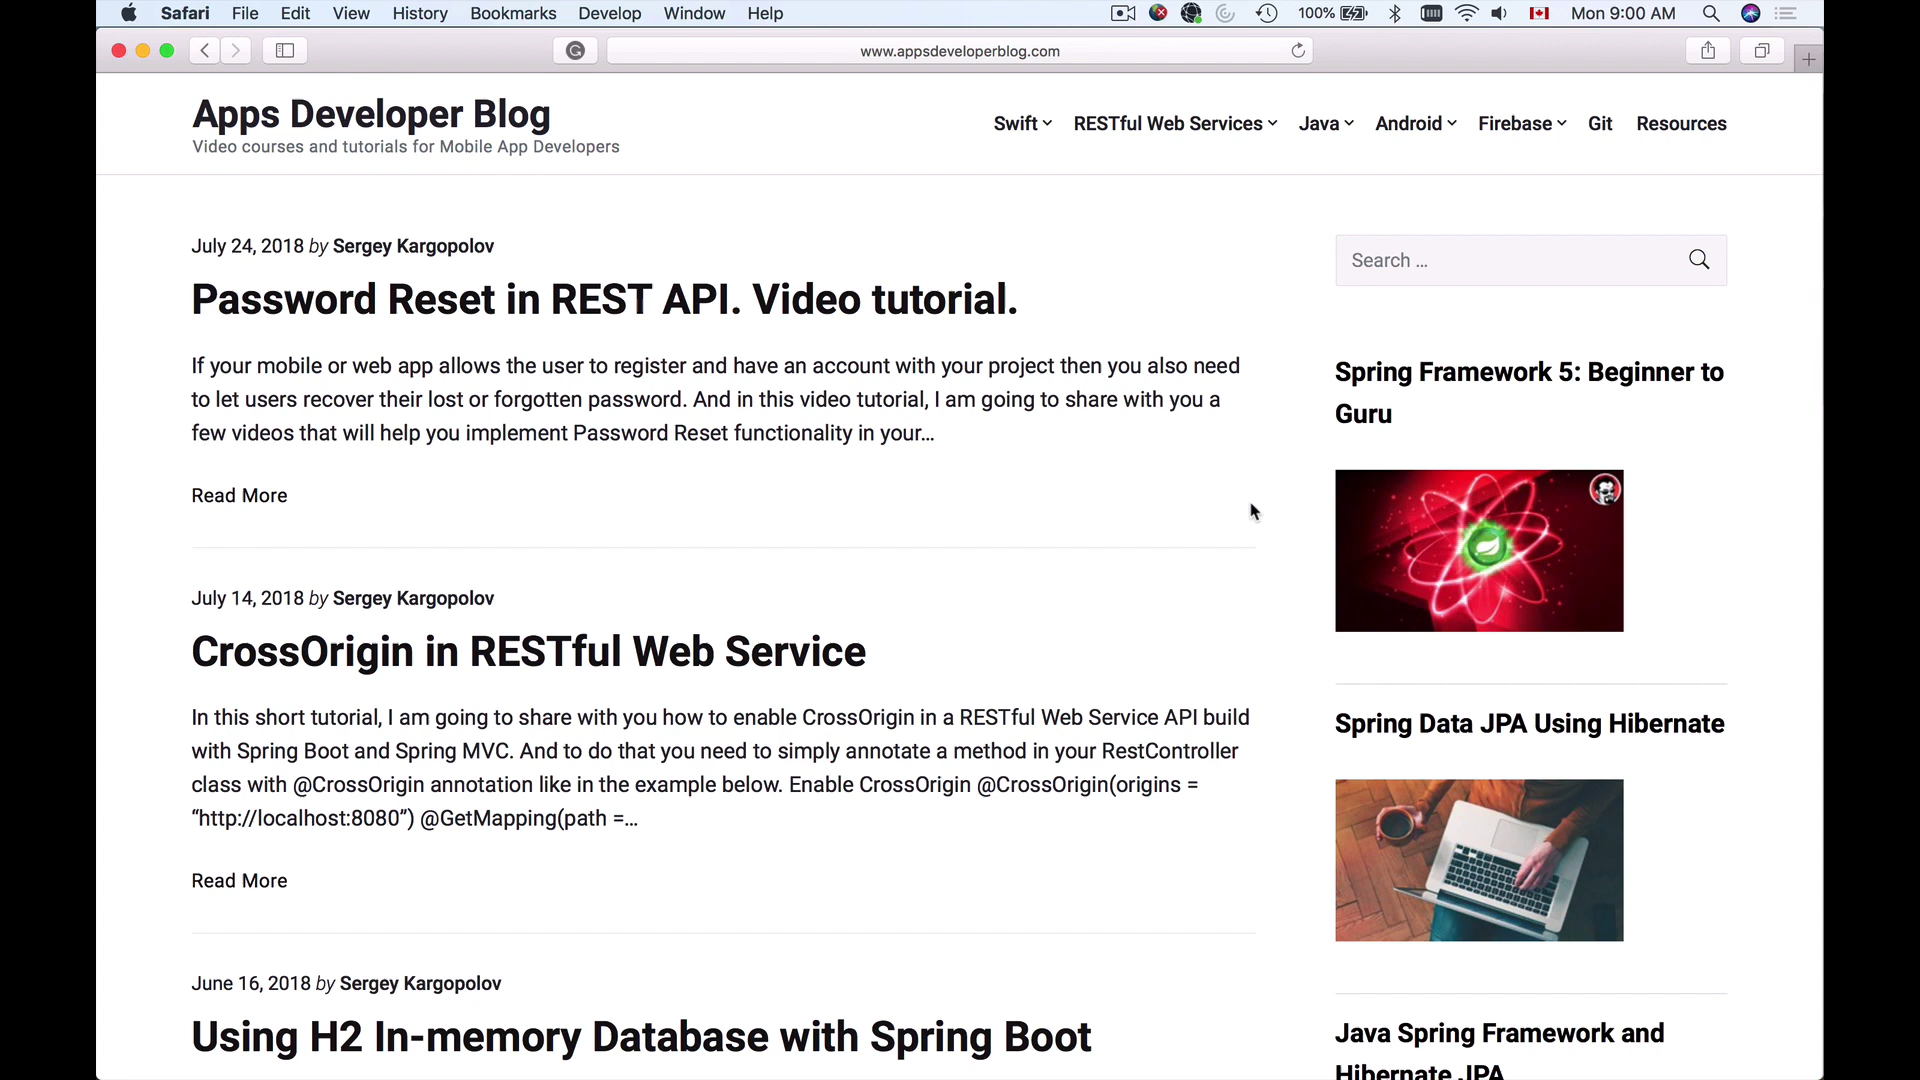 Safari File Edit View History Bookmarks Develop Window Help 100% Mon 9:00 AM
www.appsdeveloperblog.com
Apps Developer Blog
Video courses and tutorials for Mobile App Developers
Swift RESTful Web Services Java Android Firebase Git Resources
July 24, 2018 by Sergey Kargopolov
Password Reset in REST API. Video tutorial.
If your mobile or web app allows the user to register and have an account with your project then you also need
to let users recover their lost or forgotten password. And in this video tutorial, I am going to share with you a
few videos that will help you implement Password Reset functionality in your…
Read More
July 14, 2018 by Sergey Kargopolov
CrossOrigin in RESTful Web Service
In this short tutorial, I am going to share with you how to enable CrossOrigin in a RESTful Web Service API build
with Spring Boot and Spring MVC. And to do that you need to simply annotate a method in your RestController
class with @CrossOrigin annotation like in the example below. Enable CrossOrigin @CrossOrigin(origins =
“http://localhost:8080”) @GetMapping(path =…
Read More
June 16, 2018 by Sergey Kargopolov
Using H2 In-memory Database with Spring Boot
Search …
Spring Framework 5: Beginner to
Guru
Spring Data JPA Using Hibernate
Java Spring Framework and
Hibernate JPA